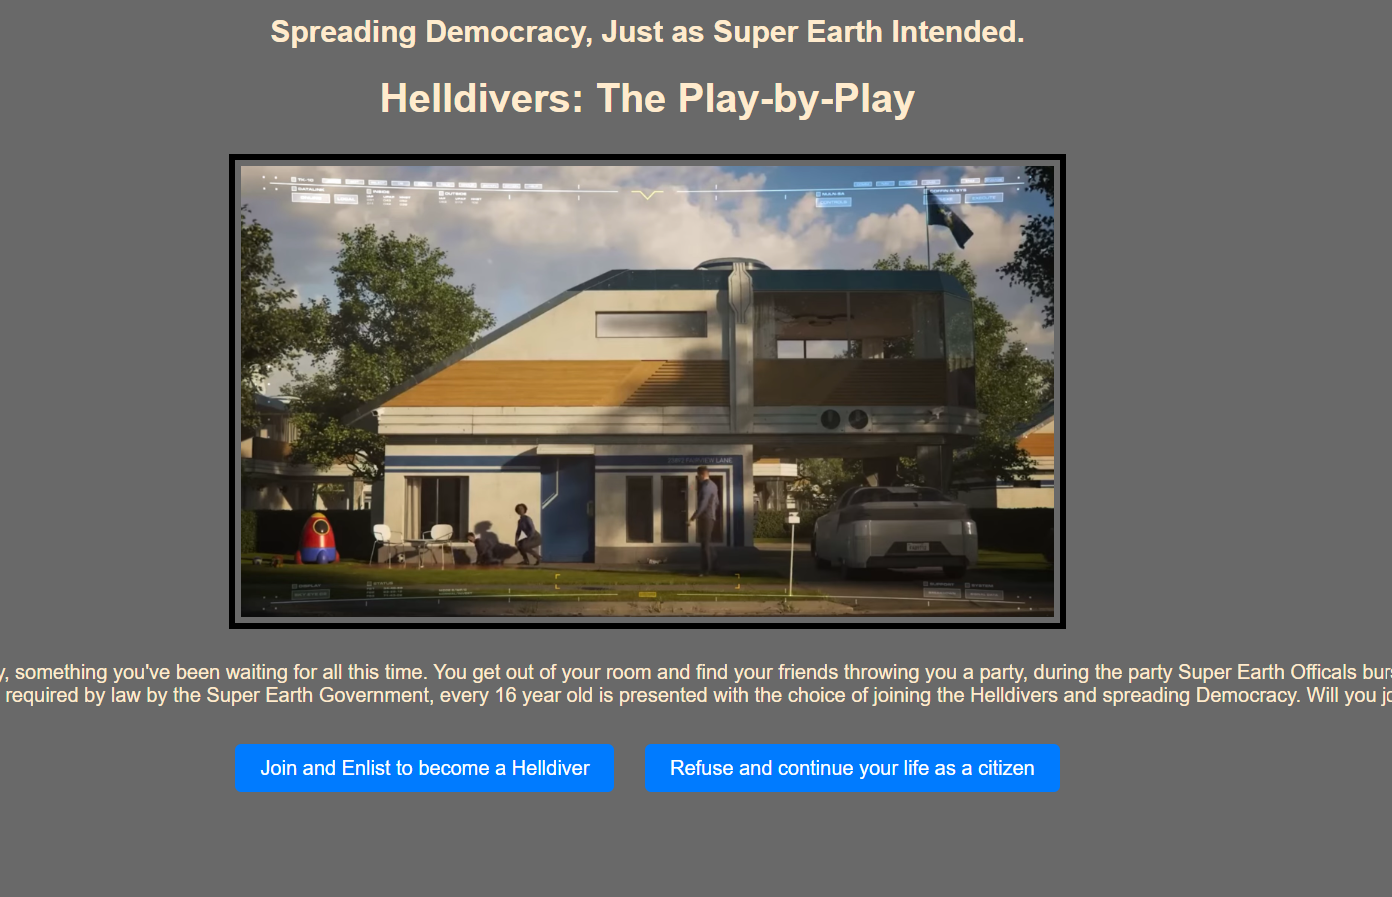 Spreading Democracy, Just as Super Earth Intended.
Helldivers: The Play-by-Play
FAIRVIEW LANE
y, something you've been waiting for all this time. You get out of your room and find your friends throwing you a party, during the party Super Earth Officals burs
required by law by the Super Earth Government, every 16 year old is presented with the choice of joining the Helldivers and spreading Democracy. Will you jo
Join and Enlist to become a Helldiver
Refuse and continue your life as a citizen